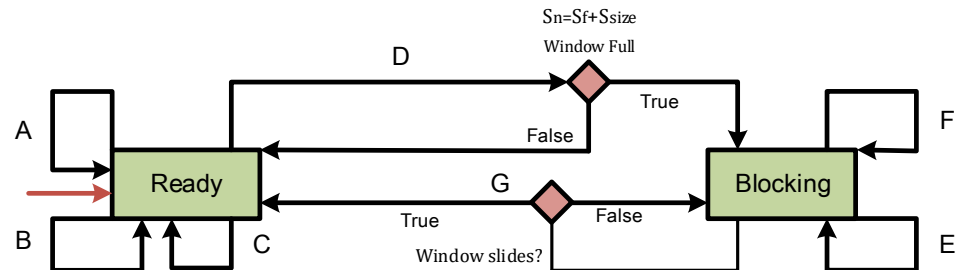 Sn=Sf+Ssize
Window Full
D
True
A
F
False
Ready
G
Blocking
True
False
B
C
Window slides?
E